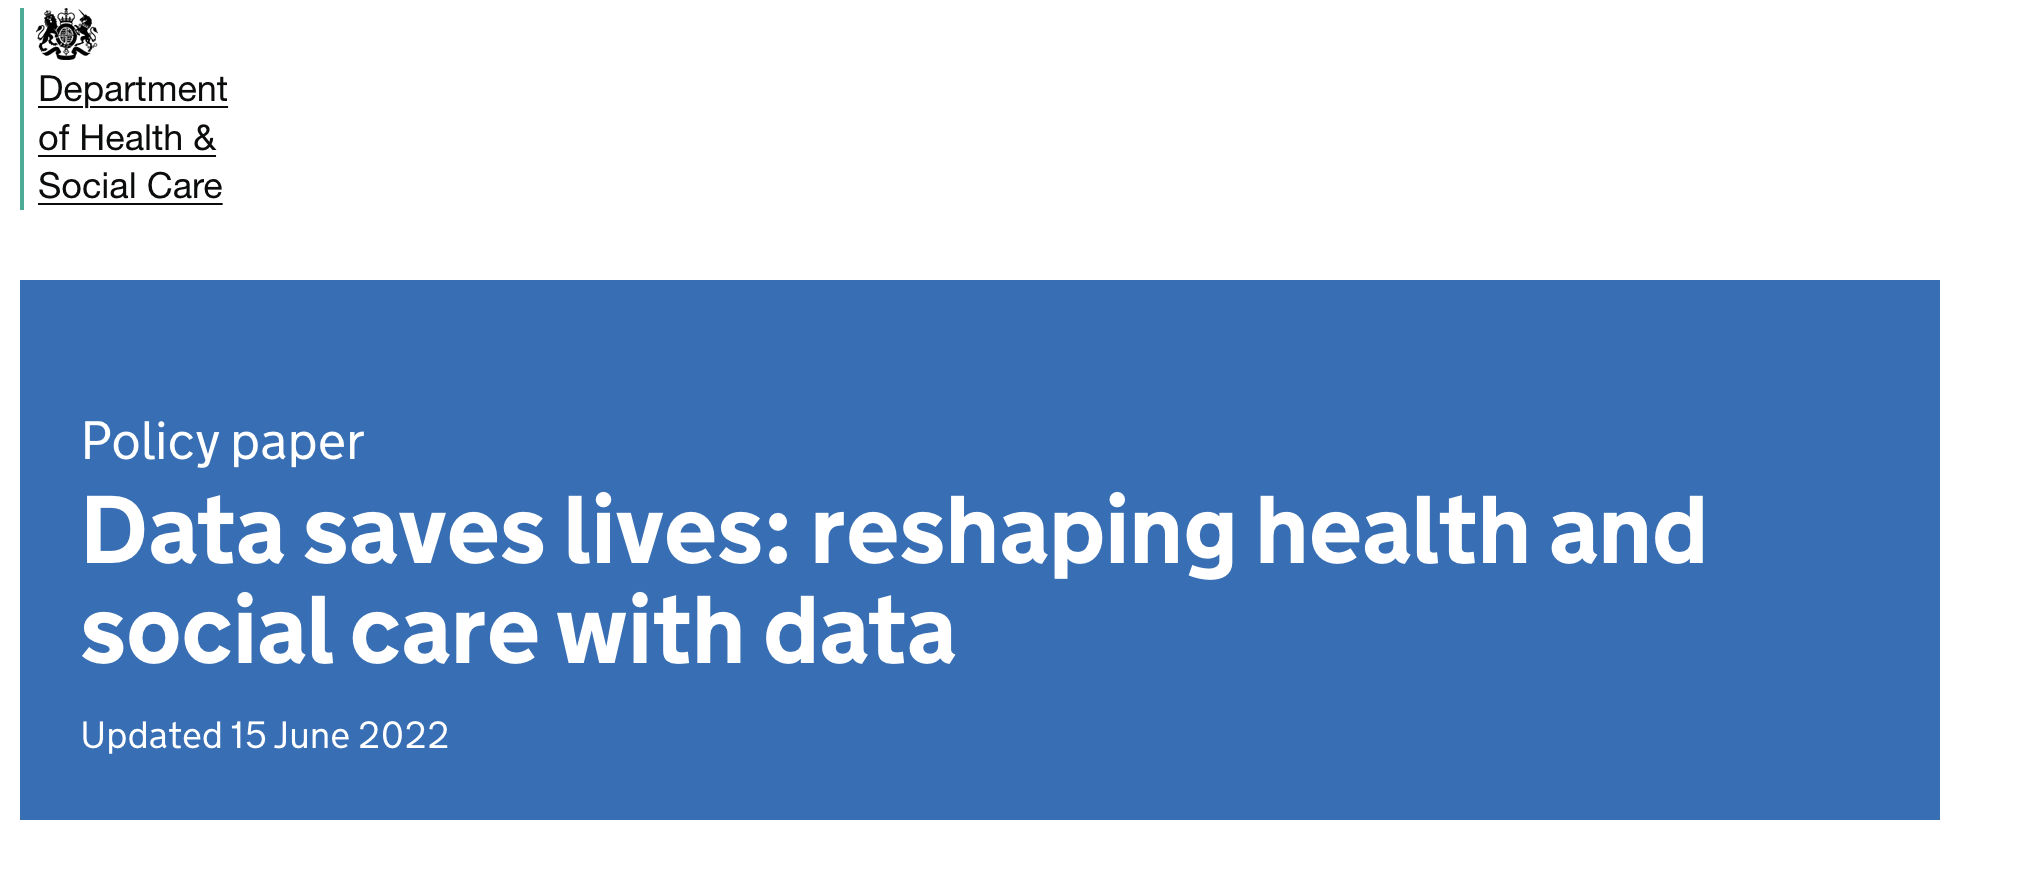 Department
of Health &
Social Care
Policy paper
Data saves lives: reshaping health and
social care with data
Updated 15 June 2022